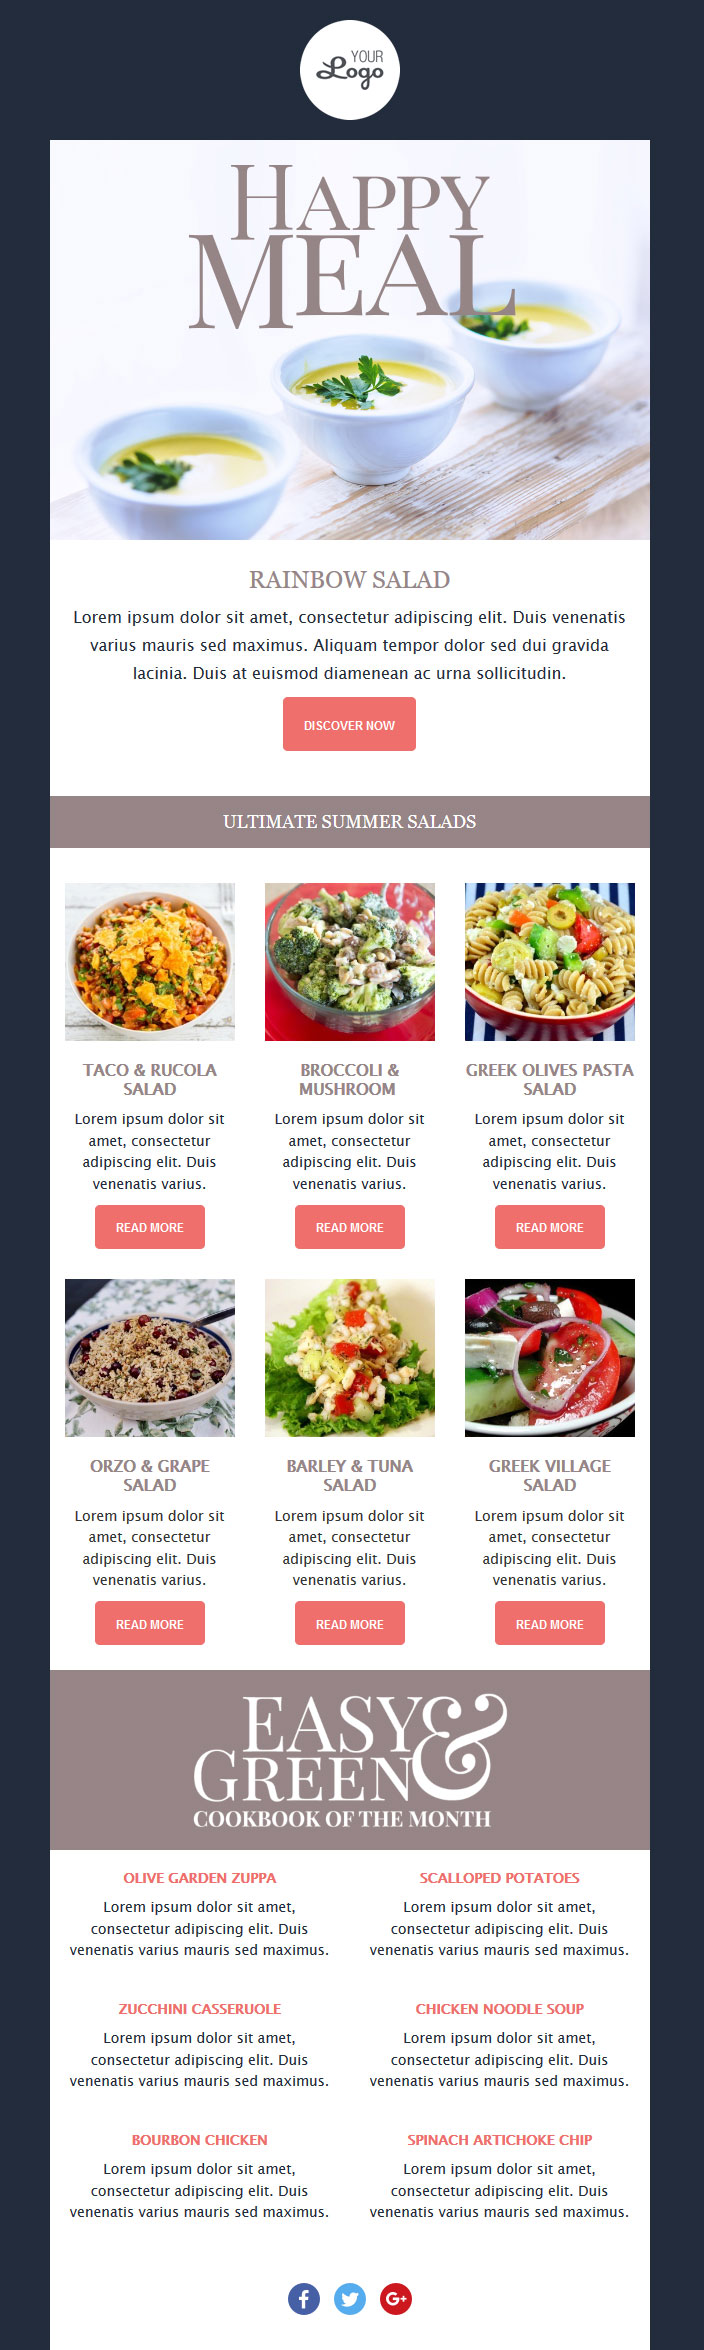 YOUR
Logo
HAPPY
MEAL
RAINBOW SALAD
Lorem ipsum dolor sit amet, consectetur adipiscing elit. Duis venenatis
varius mauris sed maximus. Aliquam tempor dolor sed dui gravida
lacinia. Duis at euismod diamenean ac urna sollicitudin.
DISCOVER NOW
ULTIMATE SUMMER SALADS
TACO & RUCOLA
SALAD
Lorem ipsum dolor sit
amet, consectetur
adipiscing elit. Duis
venenatis varius.
READ MORE
BROCCOLI &
MUSHROOM
Lorem ipsum dolor sit
amet, consectetur
adipiscing elit. Duis
venenatis varius.
READ MORE
GREEK OLIVES PASTA
SALAD
Lorem ipsum dolor sit
amet, consectetur
adipiscing elit. Duis
venenatis varius.
READ MORE
ORZO & GRAPE
SALAD
Lorem ipsum dolor sit
amet, consectetur
adipiscing elit. Duis
venenatis varius.
READ MORE
BARLEY & TUNA
SALAD
Lorem ipsum dolor sit
amet, consectetur
adipiscing elit. Duis
venenatis varius.
READ MORE
GREEK VILLAGE
SALAD
Lorem ipsum dolor sit
amet, consectetur
adipiscing elit. Duis
venenatis varius.
READ MORE
EASY &
GREEN
COOKBOOK OF THE MONTH
OLIVE GARDEN ZUPPA
Lorem ipsum dolor sit amet,
consectetur adipiscing elit. Duis
venenatis varius mauris sed maximus.
SCALLOPED POTATOES
Lorem ipsum dolor sit amet,
consectetur adipiscing elit. Duis
venenatis varius mauris sed maximus.
ZUCCHINI CASSERUOLE
Lorem ipsum dolor sit amet,
consectetur adipiscing elit. Duis
venenatis varius mauris sed maximus.
CHICKEN NOODLE SOUP
Lorem ipsum dolor sit amet,
consectetur adipiscing elit. Duis
venenatis varius mauris sed maximus.
BOURBON CHICKEN
Lorem ipsum dolor sit amet,
consectetur adipiscing elit. Duis
venenatis varius mauris sed maximus.
SPINACH ARTICHOKE CHIP
Lorem ipsum dolor sit amet,
consectetur adipiscing elit. Duis
venenatis varius mauris sed maximus.
f
G+